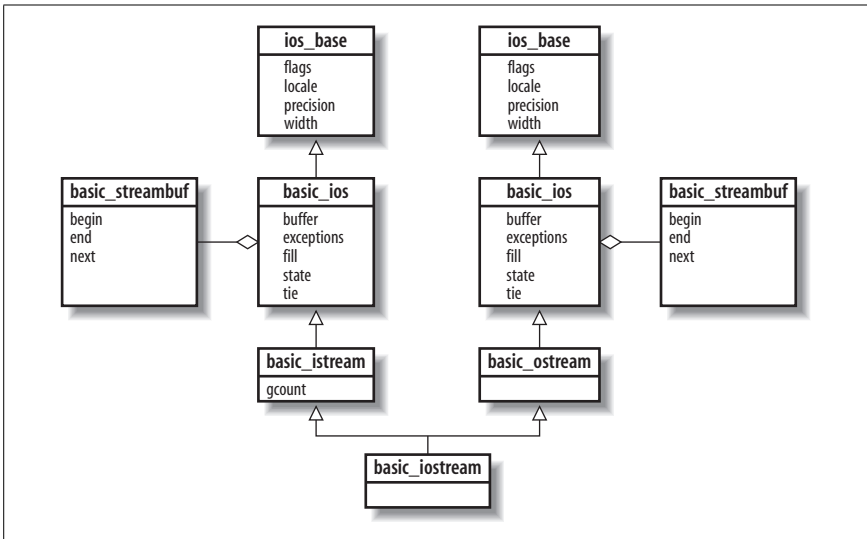 ios_base
flags
locale
precision
width
ios_base
flags
locale
precision
width
basic_streambuf
begin
end
next
basic_ios
buffer
exceptions
fill
state
tie
basic_ios
buffer
exceptions
fill
state
tie
basic_streambuf
begin
end
next
basic_istream
gcount
basic_ostream
basic_iostream